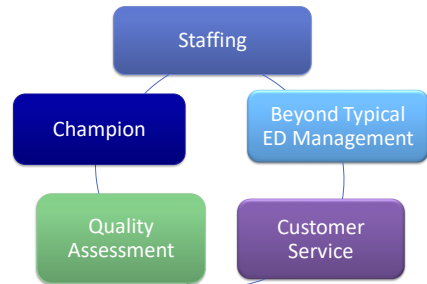 Staffing
Champion
Beyond Typical
ED Management
Quality
Assessment
Customer
Service